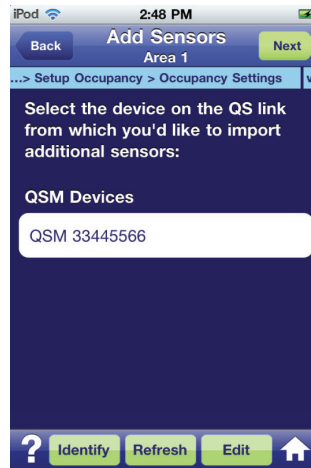 iPod 2:48 PM
Back Add Sensors Next
Area 1
...> Setup Occupancy > Occupancy Settings
Select the device on the QS link
from which you'd like to import
additional sensors:
QSM Devices
QSM 33445566
? Identify Refresh Edit